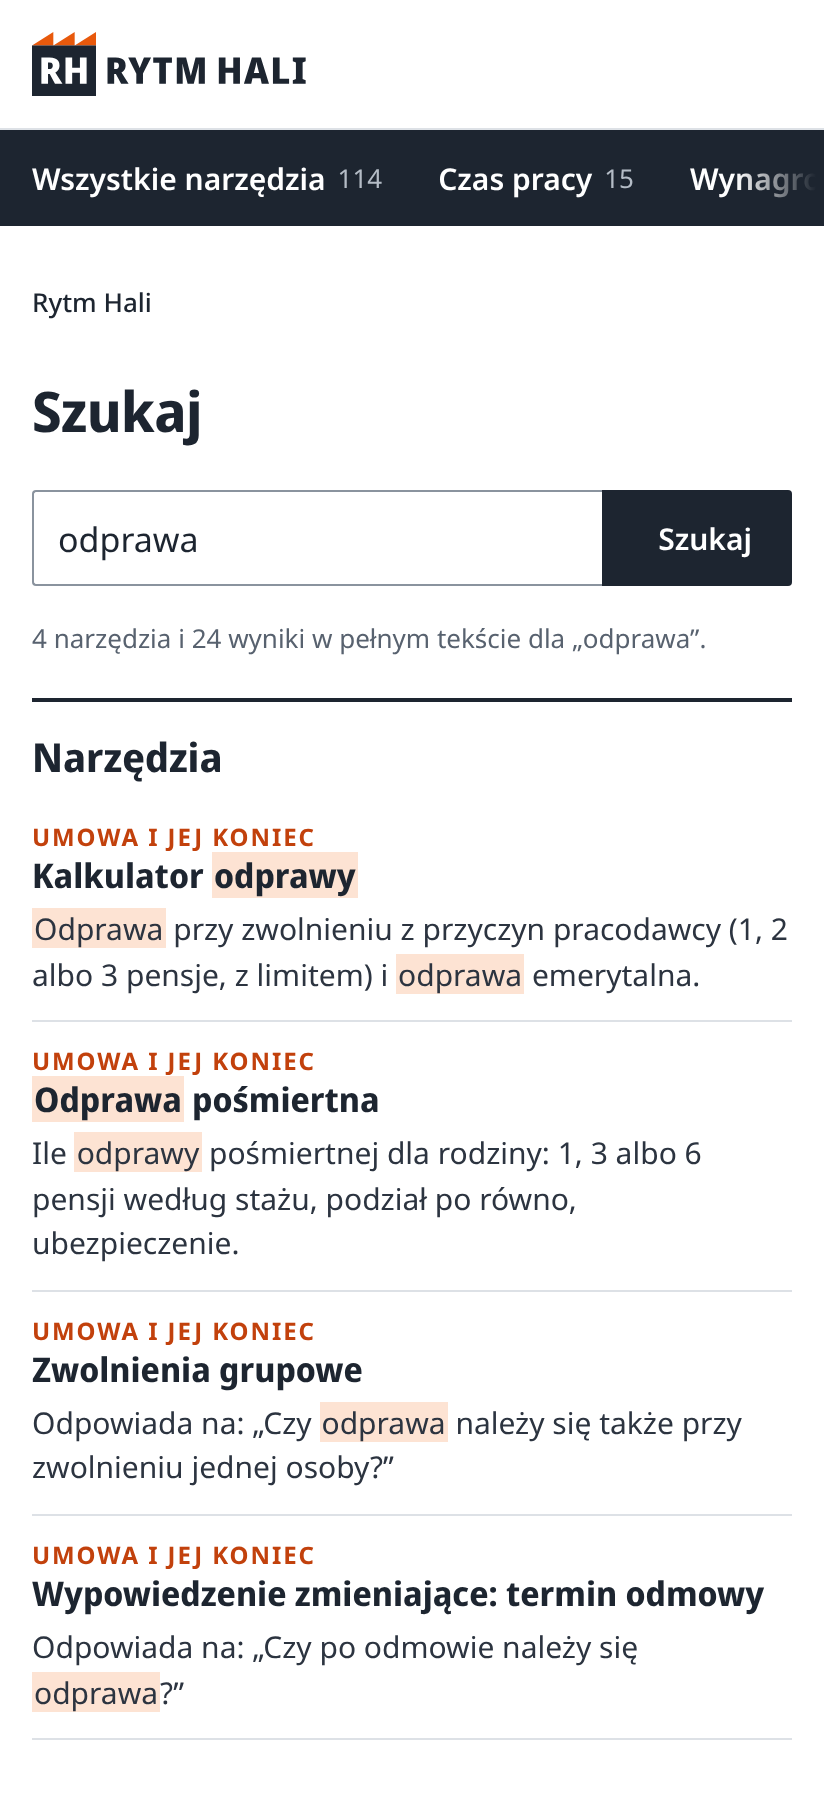 RH RYTM HALI
Wszystkie narzędzia 114 Czas pracy 15
Rytm Hali
Szukaj
odprawa
Szukaj
4 narzędzia i 24 wyniki w pełnym tekście dla „odprawa”.
Narzędzia
UMOWA I JEJ KONIEC
Kalkulator odprawy
Odprawa przy zwolnieniu z przyczyn pracodawcy (1, 2
albo 3 pensje, z limitem) i odprawa emerytalna.
UMOWA I JEJ KONIEC
Odprawa pośmiertna
Ile odprawy pośmiertnej dla rodziny: 1, 3 albo 6
pensji według stażu, podział po równo,
ubezpieczenie.
UMOWA I JEJ KONIEC
Zwolnienia grupowe
Odpowiada na: „Czy odprawa należy się także przy
zwolnieniu jednej osoby?”
UMOWA I JEJ KONIEC
Wypowiedzenie zmieniające: termin odmowy
Odpowiada na: „Czy po odmowie należy się
odprawa?”